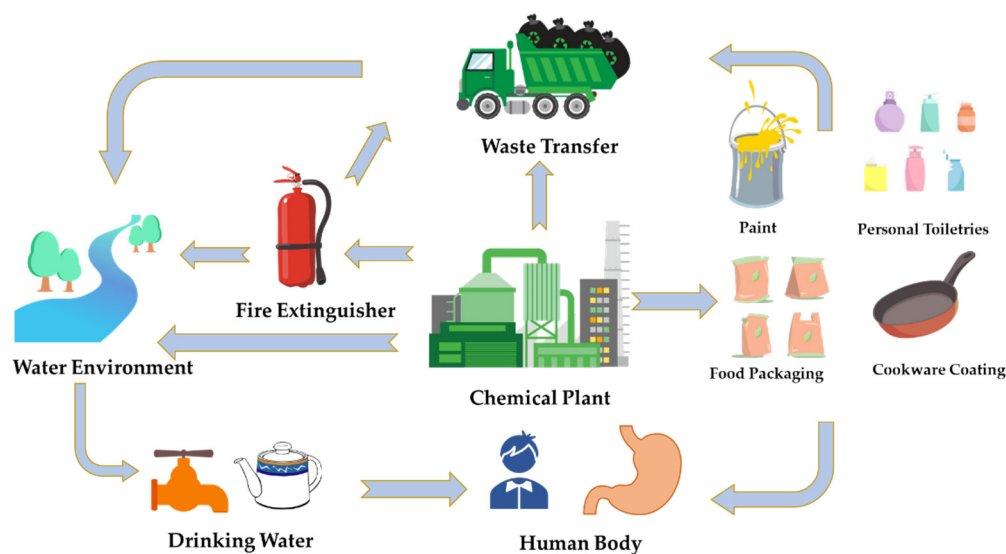 Waste Transfer
Paint
Personal Toiletries
Fire Extinguisher
Water Environment
Food Packaging
Cookware Coating
Chemical Plant
Drinking Water
Human Body